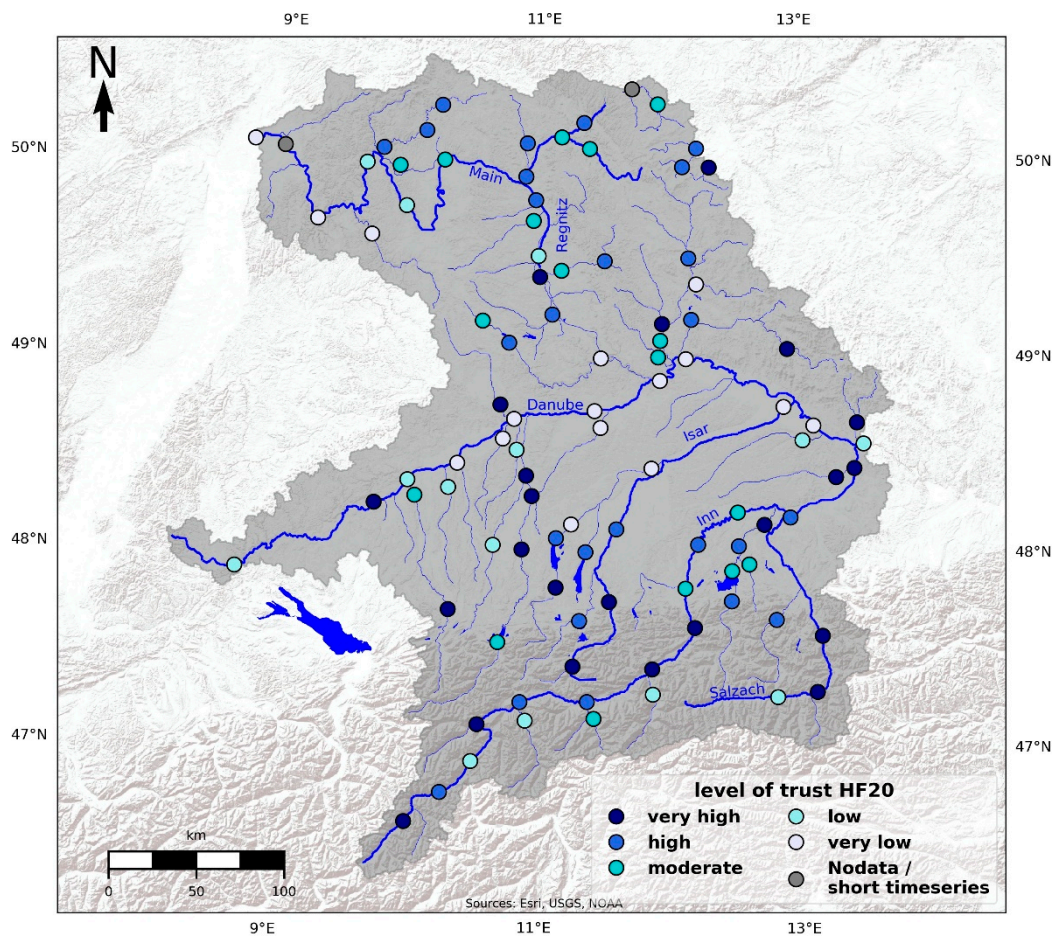 9°E 11°E 13°E
N
50°N 50°N
Main
Regnitz
49°N 49°N
Danube
Isar
Inn
48°N 48°N
Salzach
47°N 47°N
level of trust HF20
very high low
high very low
moderate Nodata /
short timeseries
km
0 50 100
Sources: Esri, USGS, NOAA
9°E 11°E 13°E